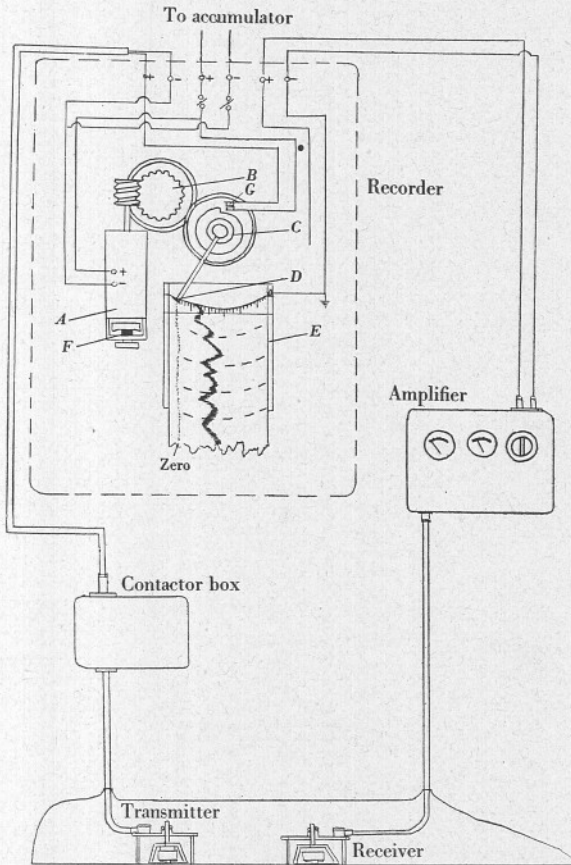 To accumulator
+ - + - + -
B
G
Recorder
C
+
-
D
A
E
F
Amplifier
Zero
Contactor box
Transmitter
Receiver